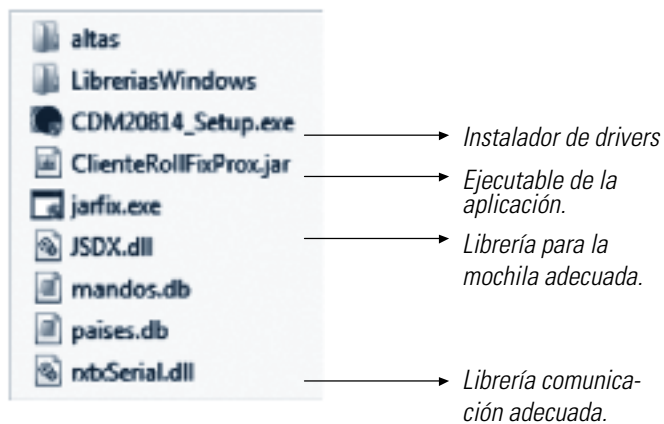 altas
LibreriasWindows
CDM20814_Setup.exe
Instalador de drivers
ClienteRollFixProx.jar
Ejecutable de la
aplicación.
jarfix.exe
JSDX.dll
Librería para la
mochila adecuada.
mandos.db
paises.db
rxtxSerial.dll
Librería comunica-
ción adecuada.